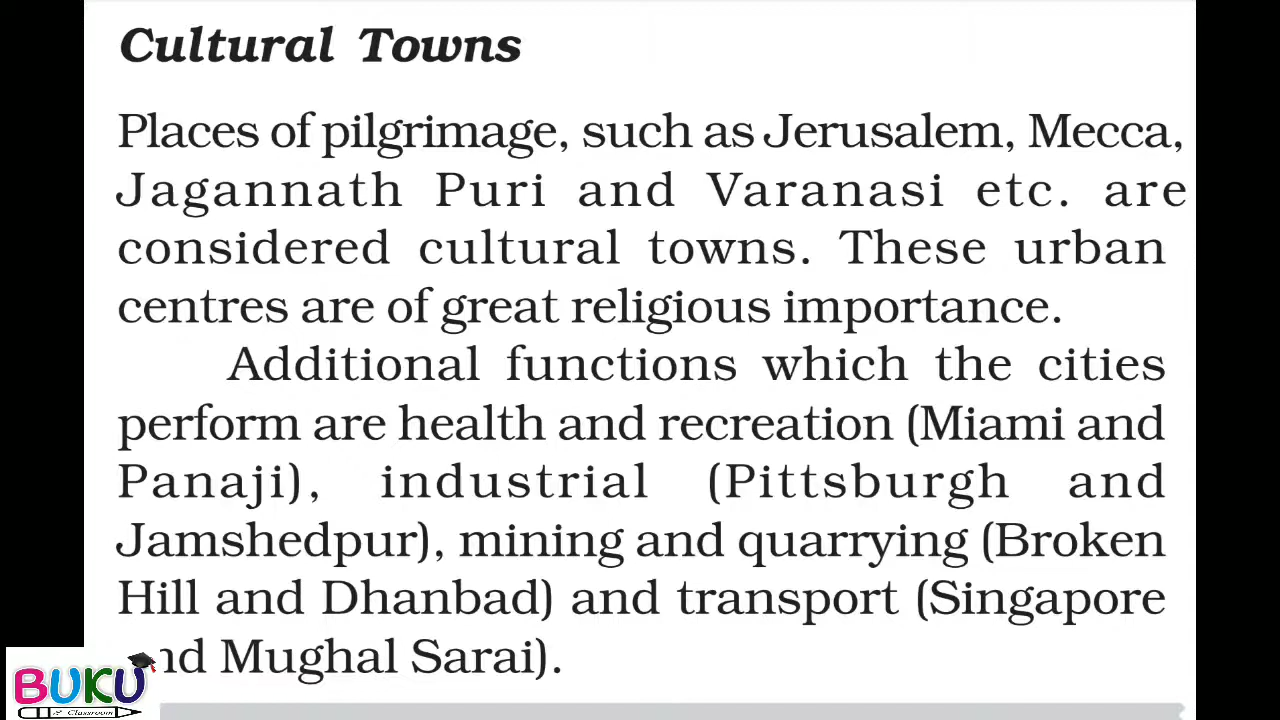 Cultural Towns
Places of pilgrimage, such as Jerusalem, Mecca,
Jagannath Puri and Varanasi etc. are
considered cultural towns. These urban
centres are of great religious importance.
Additional functions which the cities
perform are health and recreation (Miami and
Panaji), industrial (Pittsburgh and
Jamshedpur), mining and quarrying (Broken
Hill and Dhanbad) and transport (Singapore
nd Mughal Sarai).
BUKU
Classroom